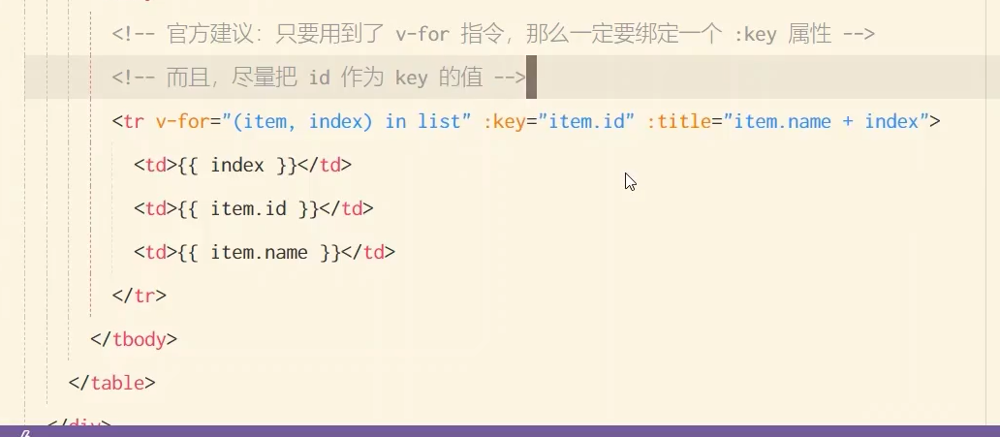 <!-- 官方建议：只要用到了 v-for 指令，那么一定要绑定一个 :key 属性 -->
<!-- 而且，尽量把 id 作为 key 的值 -->
<tr v-for="(item, index) in list" :key="item.id" :title="item.name + index">
<td>{{ index }}</td>
<td>{{ item.id }}</td>
<td>{{ item.name }}</td>
</tr>
</tbody>
</table>
</div>